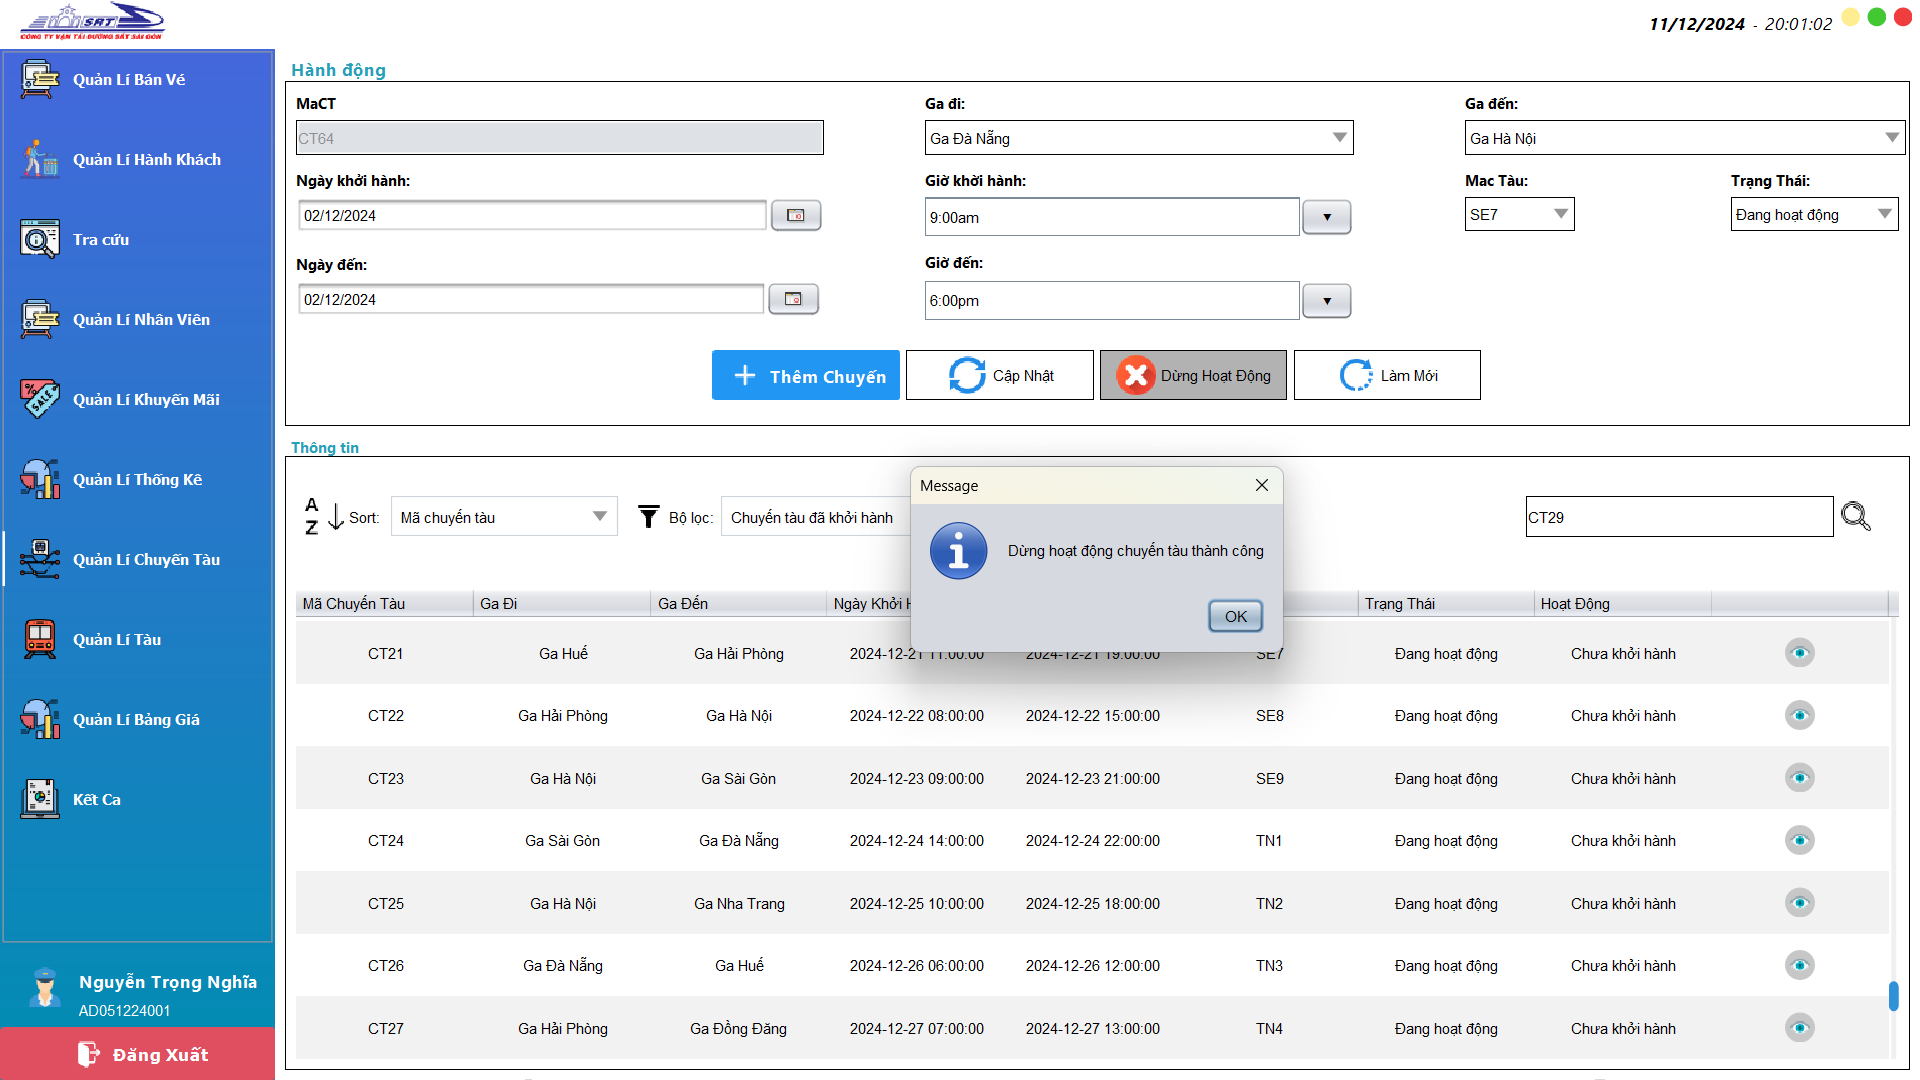 SRT
CÔNG TY VẬN TẢI ĐƯỜNG SẮT SÀI GÒN
11/12/2024 - 20:01:02
Quản Lí Bán Vé
Quản Lí Hành Khách
Tra cứu
Quản Lí Nhân Viên
Quản Lí Khuyến Mãi
Quản Lí Thống Kê
Quản Lí Chuyến Tàu
Quản Lí Tàu
Quản Lí Bảng Giá
Kết Ca
Nguyễn Trọng Nghĩa
AD051224001
Đăng Xuất
Hành động
MaCT
CT64
Ga đi:
Ga Đà Nẵng
Ga đến:
Ga Hà Nội
Ngày khởi hành:
02/12/2024
Giờ khởi hành:
9:00am
Mac Tàu:
SE7
Trạng Thái:
Đang hoạt động
Ngày đến:
02/12/2024
Giờ đến:
6:00pm
Thêm Chuyến
Cập Nhật
Dừng Hoạt Động
Làm Mới
Thông tin
A
Z
Sort:
Mã chuyến tàu
Bộ lọc:
Chuyến tàu đã khởi hành
CT29
Message
Dừng hoạt động chuyến tàu thành công
OK
Mã Chuyến Tàu Ga Đi Ga Đến Ngày Khởi Trạng Thái Hoạt Động
CT21 Ga Huế Ga Hải Phòng 2024-12-21 11:00:00 2024-12-21 19:00:00 SE7 Đang hoạt động Chưa khởi hành
CT22 Ga Hải Phòng Ga Hà Nội 2024-12-22 08:00:00 2024-12-22 15:00:00 SE8 Đang hoạt động Chưa khởi hành
CT23 Ga Hà Nội Ga Sài Gòn 2024-12-23 09:00:00 2024-12-23 21:00:00 SE9 Đang hoạt động Chưa khởi hành
CT24 Ga Sài Gòn Ga Đà Nẵng 2024-12-24 14:00:00 2024-12-24 22:00:00 TN1 Đang hoạt động Chưa khởi hành
CT25 Ga Hà Nội Ga Nha Trang 2024-12-25 10:00:00 2024-12-25 18:00:00 TN2 Đang hoạt động Chưa khởi hành
CT26 Ga Đà Nẵng Ga Huế 2024-12-26 06:00:00 2024-12-26 12:00:00 TN3 Đang hoạt động Chưa khởi hành
CT27 Ga Hải Phòng Ga Đồng Đăng 2024-12-27 07:00:00 2024-12-27 13:00:00 TN4 Đang hoạt động Chưa khởi hành